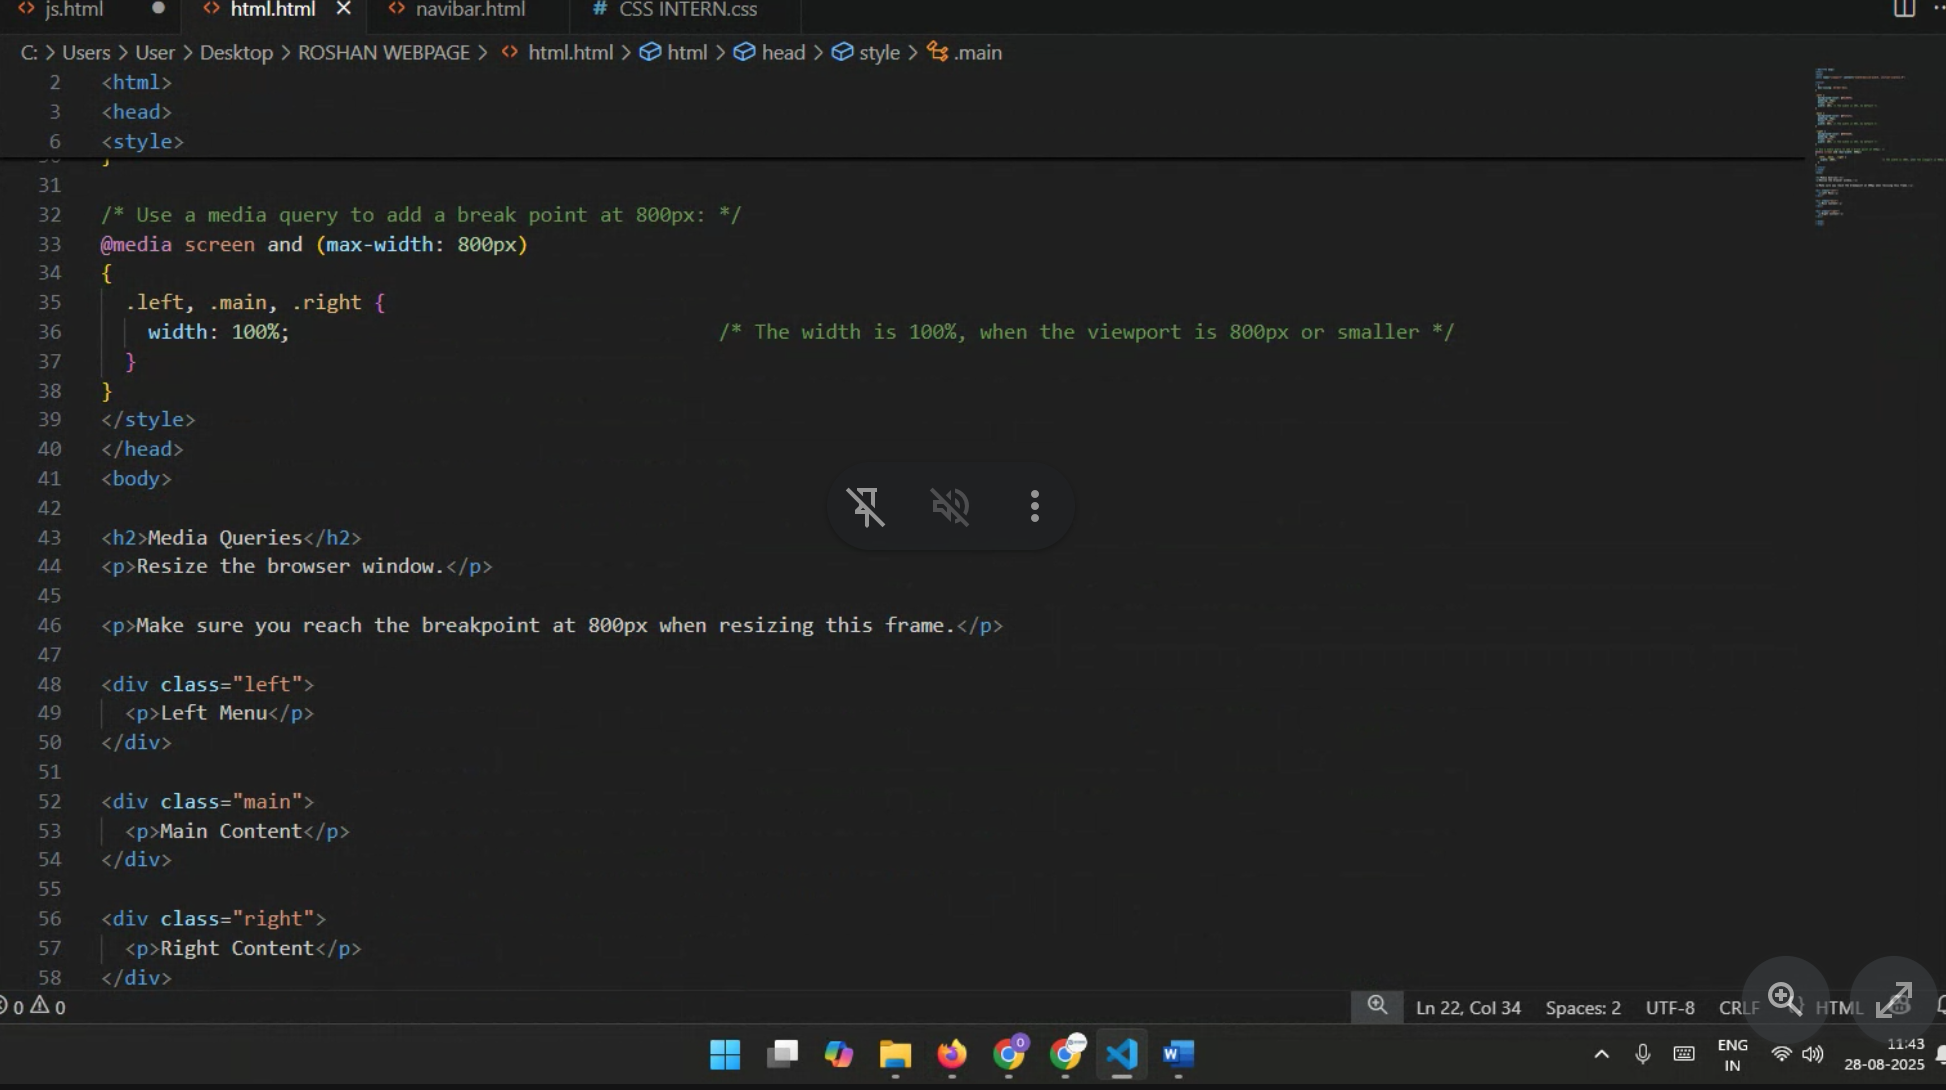 js.html
html.html
navibar.html
# CSS INTERN.css
C: > Users > User > Desktop > ROSHAN WEBPAGE > html.html > html > head > style > .main
2 <html>
3 <head>
6 <style>
30 }
31
32 /* Use a media query to add a break point at 800px: */
33 @media screen and (max-width: 800px)
34 {
35 .left, .main, .right {
36 width: 100%; /* The width is 100%, when the viewport is 800px or smaller */
37 }
38 }
39 </style>
40 </head>
41 <body>
42
43 <h2>Media Queries</h2>
44 <p>Resize the browser window.</p>
45
46 <p>Make sure you reach the breakpoint at 800px when resizing this frame.</p>
47
48 <div class="left">
49 <p>Left Menu</p>
50 </div>
51
52 <div class="main">
53 <p>Main Content</p>
54 </div>
55
56 <div class="right">
57 <p>Right Content</p>
58 </div>
0 0 Ln 22, Col 34 Spaces: 2 UTF-8 CRLF HTML
ENG
IN
11:43
28-08-2025